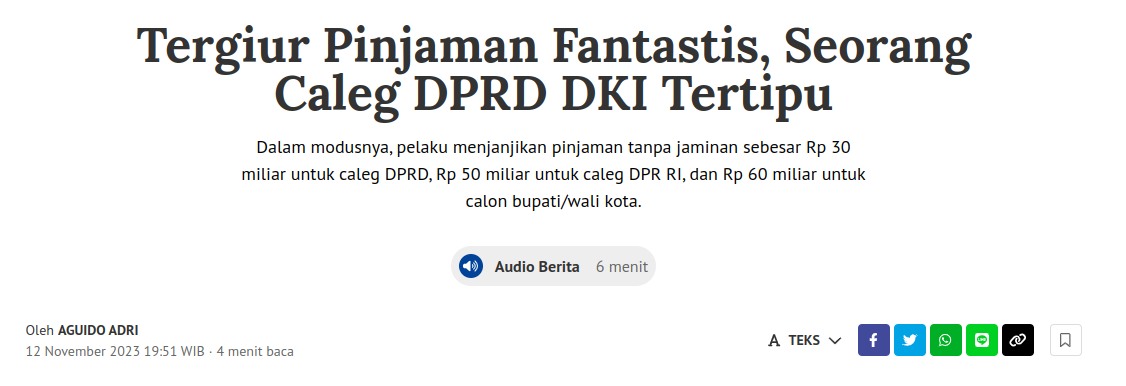 Tergiur Pinjaman Fantastis, Seorang
Caleg DPRD DKI Tertipu
Dalam modusnya, pelaku menjanjikan pinjaman tanpa jaminan sebesar Rp 30
miliar untuk caleg DPRD, Rp 50 miliar untuk caleg DPR RI, dan Rp 60 miliar untuk
calon bupati/wali kota.
Audio Berita 6 menit
Oleh AGUIDO ADRI
12 November 2023 19:51 WIB · 4 menit baca
A TEKS